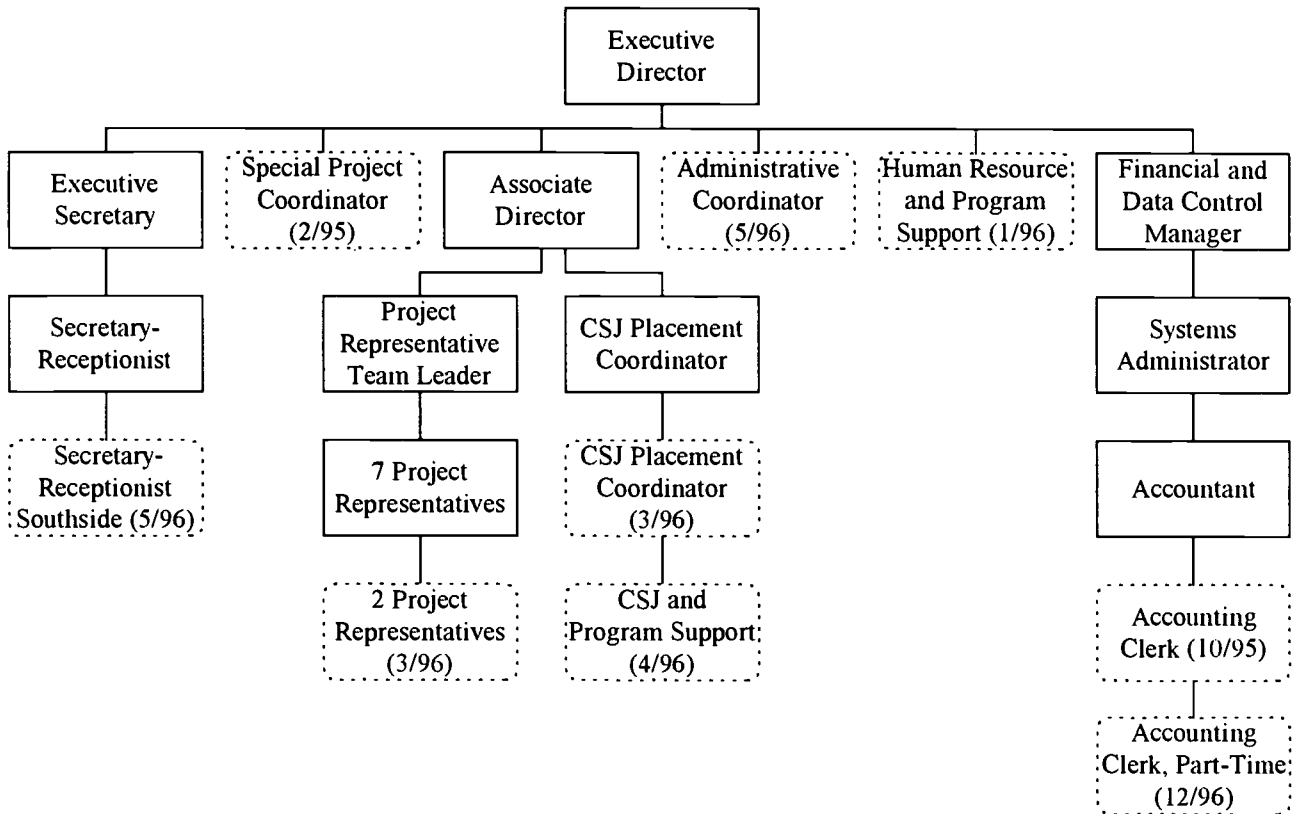 Executive
Director
Executive
Secretary
Special Project
Coordinator
(2/95)
Associate
Director
Administrative
Coordinator
(5/96)
Human Resource
and Program
Support (1/96)
Financial and
Data Control
Manager
Secretary-
Receptionist
Project
Representative
Team Leader
CSJ Placement
Coordinator
Systems
Administrator
Secretary-
Receptionist
Southside (5/96)
7 Project
Representatives
CSJ Placement
Coordinator
(3/96)
Accountant
2 Project
Representatives
(3/96)
CSJ and
Program Support
(4/96)
Accounting
Clerk (10/95)
Accounting
Clerk, Part-Time
(12/96)